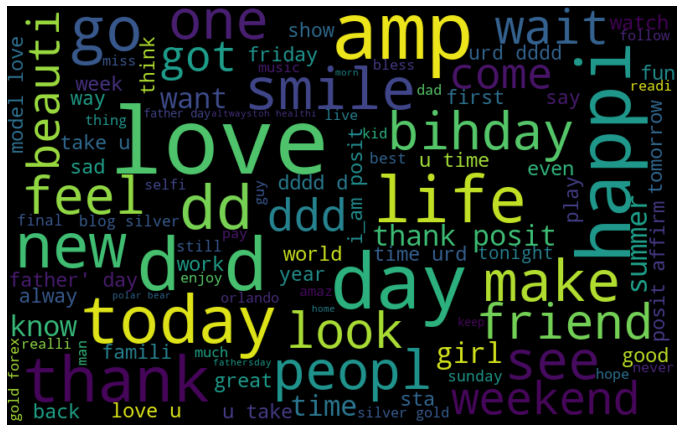 go
one
amp
wait
watch
follow
show
got
friday
urd dddd
miss
think
music
bless
come
fun
readi
model love
beauti
week
want
smile
first
say
happi
way
morn
dad
father day
altwaystoh healthi
live
thing
take u
love
kid
bihday
sad
i_am posit
best
u time
even
play
tomorrow
feel
selfi
guy
dddd d
life
dd
ddd
final
blog silver
thank posit
summer
posit affirm
new
d d
still
pay
work
world
time urd
tonight
father' day
enjoy
year
day
make
alway
polar bear
orlando
amaz
home
keep
know
today
look
friend
realli
man
famili
much
girl
good
never
gold forex
thank
great
fathersday
peopl
see
sunday
hope
weekend
back
love u
u take
time
sta
silver gold